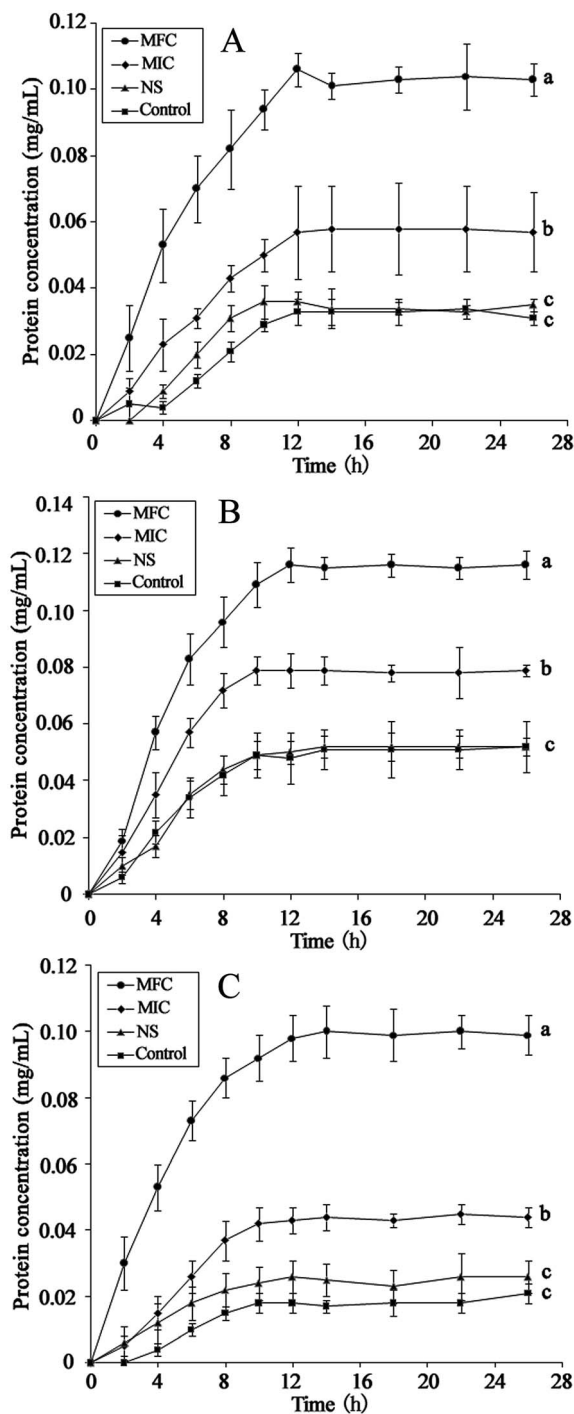 A
MFC
MIC
NS
Control
Protein concentration (mg/mL)
0.12
0.10
0.08
0.06
0.04
0.02
0
a
b
c
c
0 4 8 12 16 20 24 28
Time (h)
B
MFC
MIC
NS
Control
Protein concentration (mg/mL)
0.14
0.12
0.10
0.08
0.06
0.04
0.02
0
a
b
c
0 4 8 12 16 20 24 28
Time (h)
C
MFC
MIC
NS
Control
Protein concentration (mg/mL)
0.12
0.10
0.08
0.06
0.04
0.02
0
a
b
c
c
0 4 8 12 16 20 24 28
Time (h)